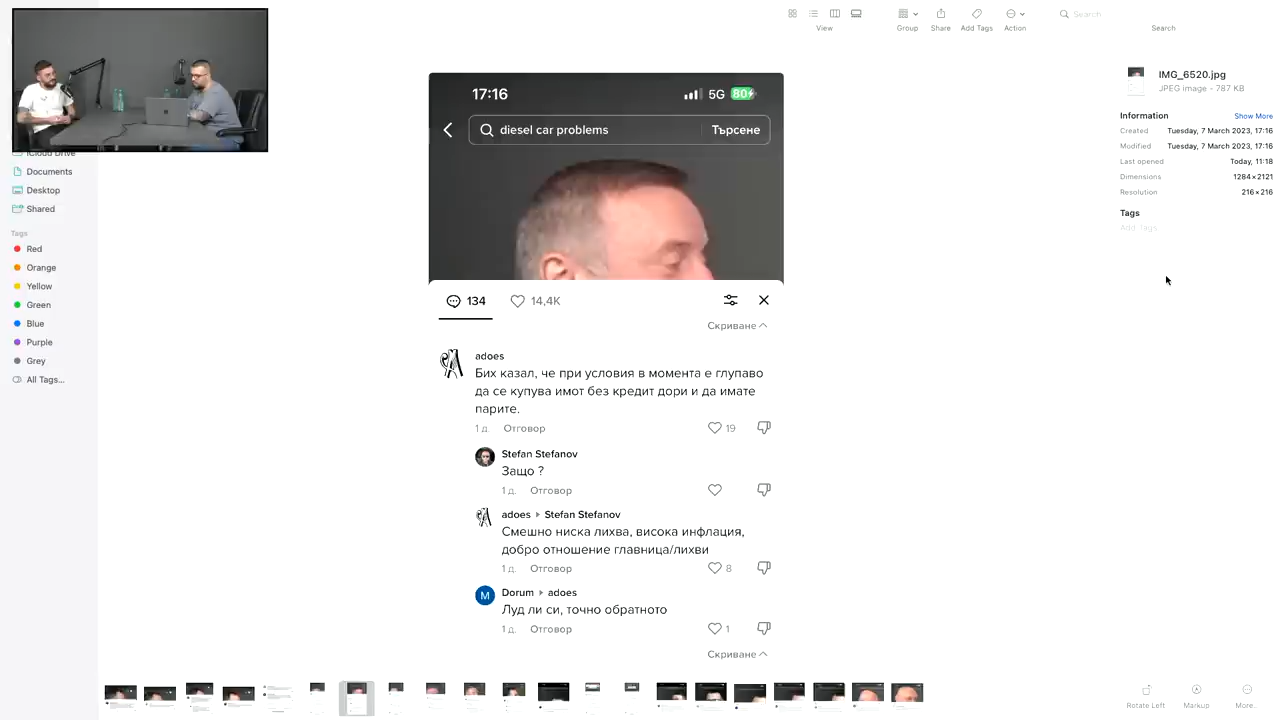 View
Group
Share
Add Tags
Action
Search
Search
iCloud Drive
Documents
Desktop
Shared
Tags
Red
Orange
Yellow
Green
Blue
Purple
Grey
All Tags...
17:16
5G
80
diesel car problems
Търсене
134
14,4K
Скриване
adoes
Бих казал, че при условия в момента е глупаво
да се купува имот без кредит дори и да имате
парите.
1 д. Отговор 19
Stefan Stefanov
Защо ?
1 д. Отговор
adoes Stefan Stefanov
Смешно ниска лихва, висока инфлация,
добро отношение главница/лихви
1 д. Отговор 8
M
Dorum adoes
Луд ли си, точно обратното
1 д. Отговор 1
Скриване
IMG_6520.jpg
JPEG image - 787 KB
Information Show More
Created Tuesday, 7 March 2023, 17:16
Modified Tuesday, 7 March 2023, 17:16
Last opened Today, 11:18
Dimensions 1284×2121
Resolution 216×216
Tags
Add Tags
Rotate Left
Markup
More...